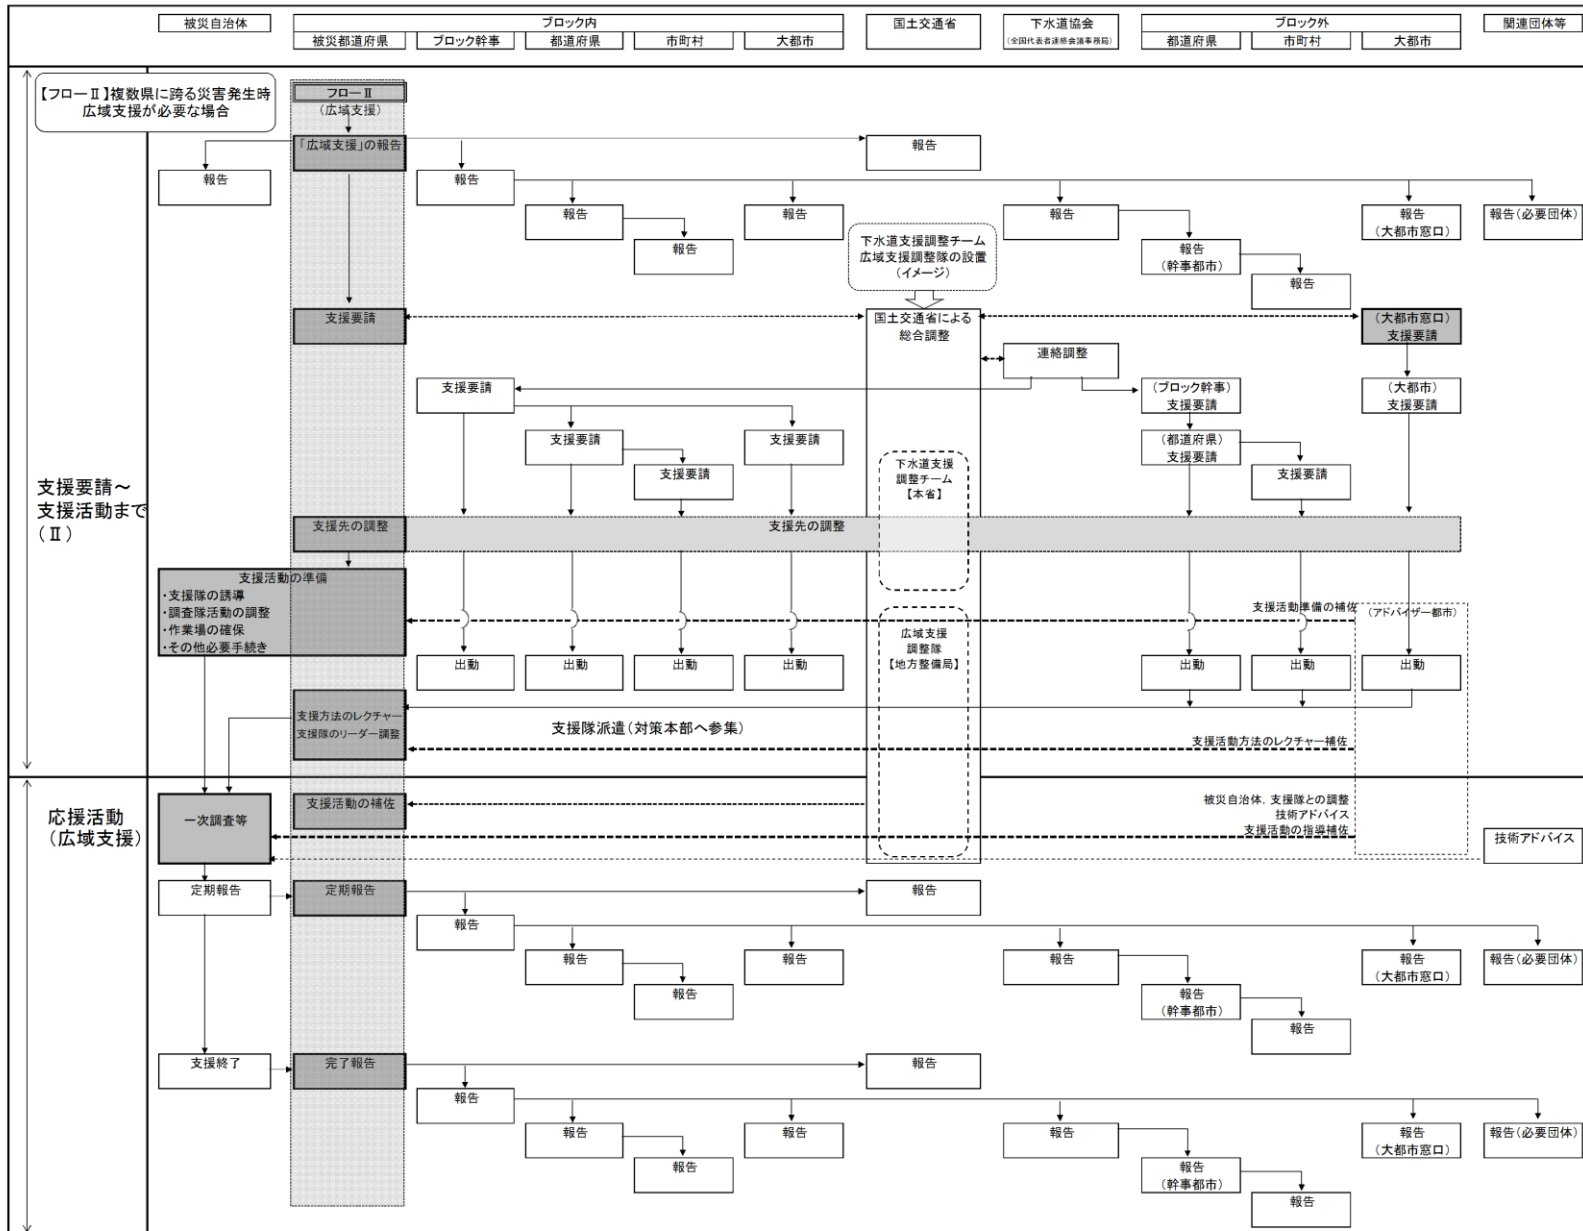 被災自治体
ブロック内
国土交通省
下水道協会
(全国代表者連絡会議事務局)
ブロック外
関連団体等
被災都道府県
ブロック幹事
都道府県
市町村
大都市
都道府県
市町村
大都市
【フローⅡ】複数県に跨る災害発生時
広域支援が必要な場合
フローⅡ
(広域支援)
「広域支援」の報告
報告
報告
報告
報告
報告
報告
報告
報告
(大都市窓口)
報告(必要団体)
報告
報告
(幹事都市)
報告
下水道支援調整チーム
広域支援調整隊の設置
(イメージ)
支援要請
国土交通省による
総合調整
(大都市窓口)
支援要請
連絡調整
支援要請
(ブロック幹事)
支援要請
(大都市)
支援要請
支援要請
支援要請
(都道府県)
支援要請
支援要請
支援要請
下水道支援
調整チーム
【本省】
支援要請~
支援活動まで
(Ⅱ)
支援先の調整
支援先の調整
支援活動の準備
・支援隊の誘導
・調査隊活動の調整
・作業場の確保
・その他必要手続き
支援活動準備の補佐
(アドバイザー都市)
広域支援
調整隊
【地方整備局】
出動
出動
出動
出動
出動
出動
出動
支援方法のレクチャー
支援隊のリーダー調整
支援隊派遣(対策本部へ参集)
支援活動方法のレクチャー補佐
応援活動
(広域支援)
一次調査等
支援活動の補佐
被災自治体、支援隊との調整
技術アドバイス
支援活動の指導補佐
技術アドバイス
定期報告
定期報告
報告
報告
報告
報告
報告
報告
(大都市窓口)
報告(必要団体)
報告
報告
(幹事都市)
報告
支援終了
完了報告
報告
報告
報告
報告
報告
報告
(大都市窓口)
報告(必要団体)
報告
報告
(幹事都市)
報告